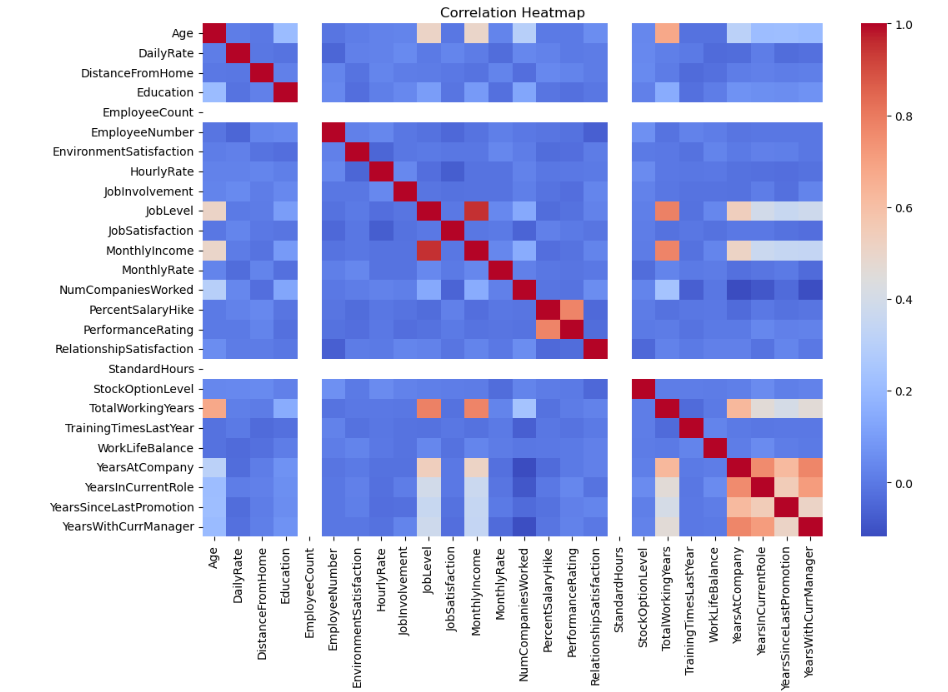 Correlation Heatmap
Age
DailyRate
DistanceFromHome
Education
EmployeeCount
EmployeeNumber
EnvironmentSatisfaction
HourlyRate
JobInvolvement
JobLevel
JobSatisfaction
MonthlyIncome
MonthlyRate
NumCompaniesWorked
PercentSalaryHike
PerformanceRating
RelationshipSatisfaction
StandardHours
StockOptionLevel
TotalWorkingYears
TrainingTimesLastYear
WorkLifeBalance
YearsAtCompany
YearsInCurrentRole
YearsSinceLastPromotion
YearsWithCurrManager
Age
DailyRate
DistanceFromHome
Education
EmployeeCount
EmployeeNumber
EnvironmentSatisfaction
HourlyRate
JobInvolvement
JobLevel
JobSatisfaction
MonthlyIncome
MonthlyRate
NumCompaniesWorked
PercentSalaryHike
PerformanceRating
RelationshipSatisfaction
StandardHours
StockOptionLevel
TotalWorkingYears
TrainingTimesLastYear
WorkLifeBalance
YearsAtCompany
YearsInCurrentRole
YearsSinceLastPromotion
YearsWithCurrManager
1.0
0.8
0.6
0.4
0.2
0.0